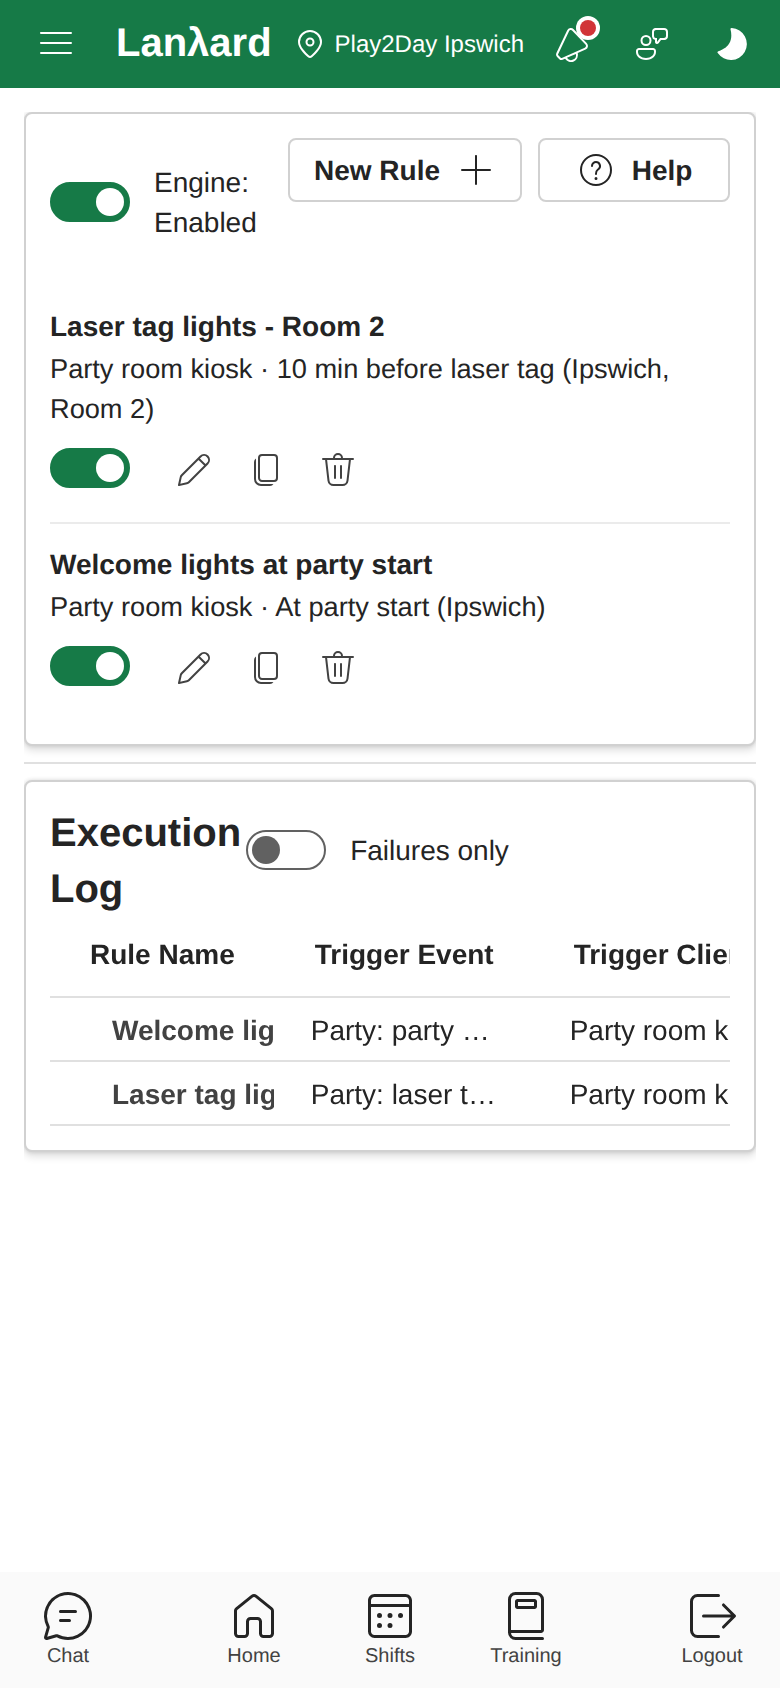 Lanλard
Play2Day Ipswich
Engine:
Enabled
New Rule
Help
Laser tag lights - Room 2
Party room kiosk · 10 min before laser tag (Ipswich,
Room 2)
Welcome lights at party start
Party room kiosk · At party start (Ipswich)
Execution
Log
Failures only
Rule Name Trigger Event Trigger Clie
Welcome lig Party: party … Party room k
Laser tag lig Party: laser t… Party room k
Chat Home Shifts Training Logout